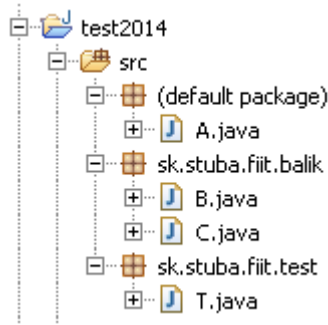 test2014
src
(default package)
A.java
sk.stuba.fiit.balik
B.java
C.java
sk.stuba.fiit.test
T.java